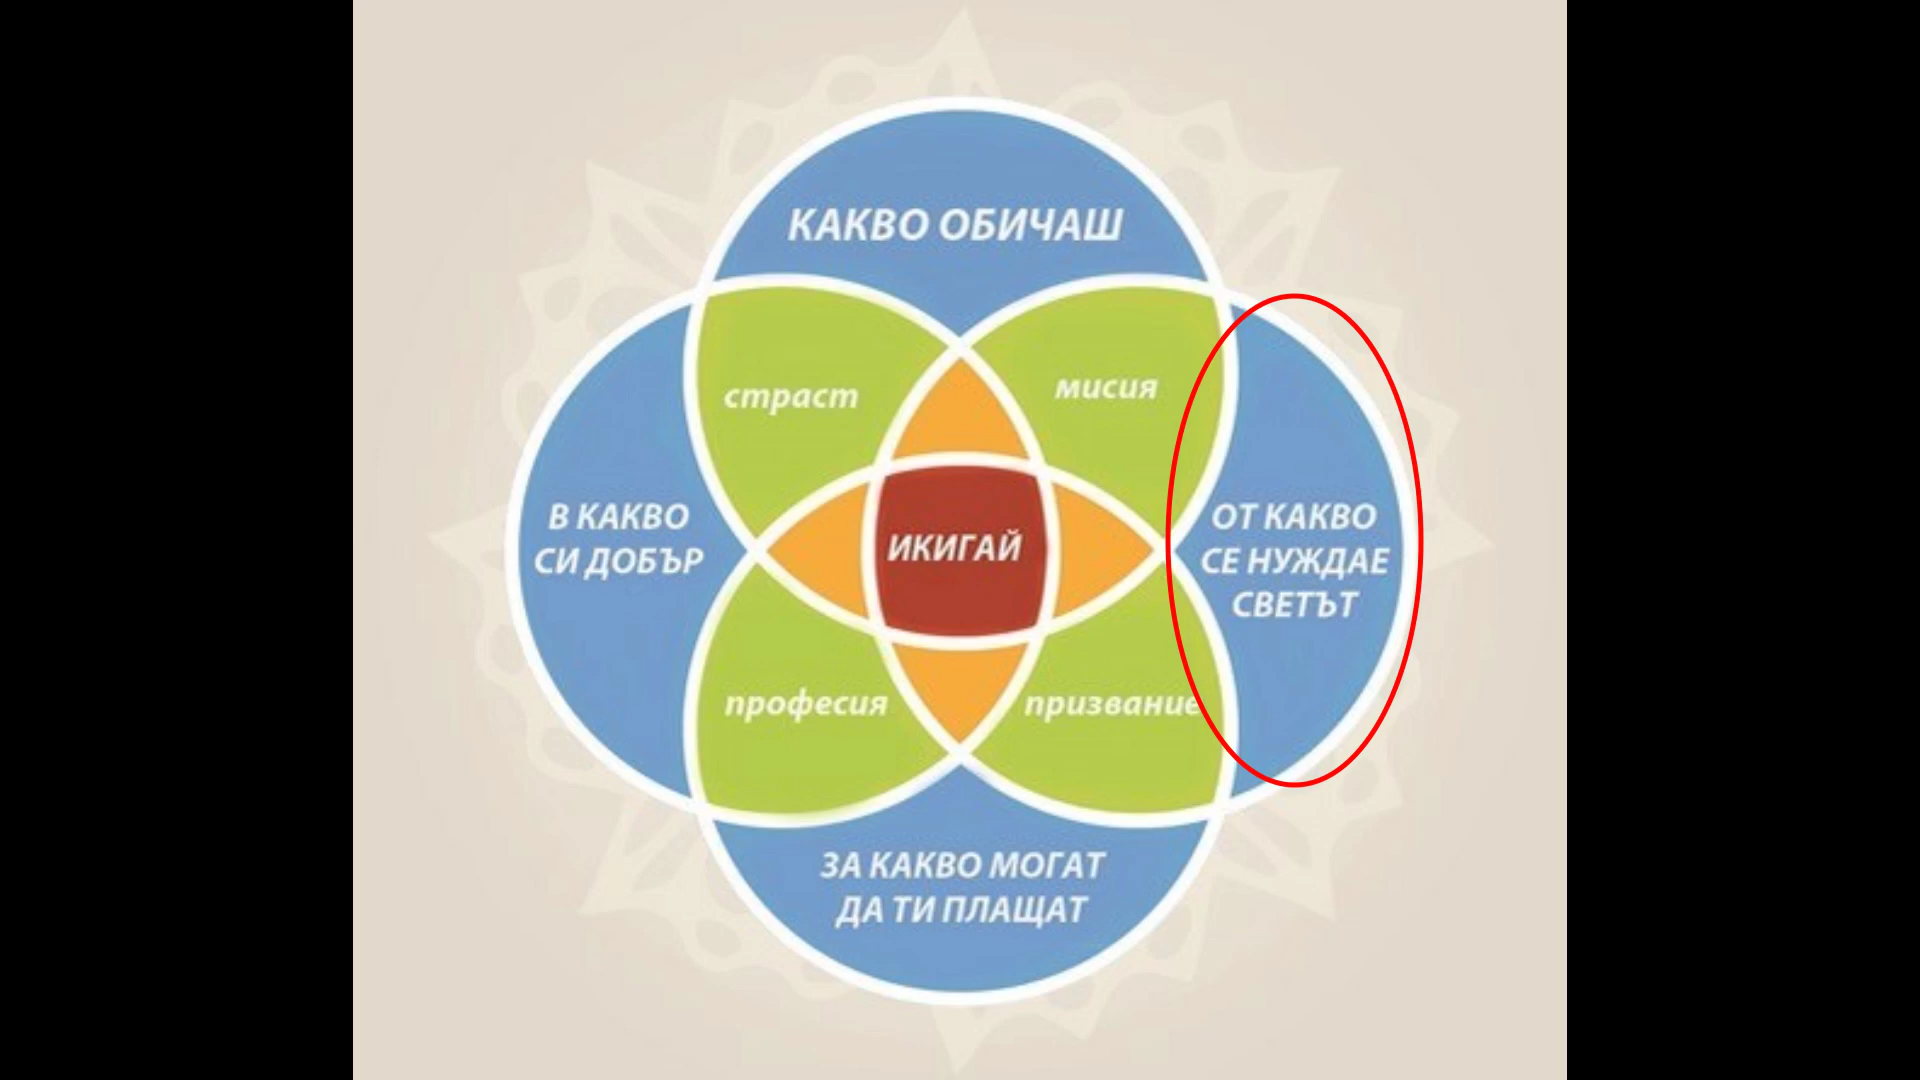 КАКВО ОБИЧАШ
страст
мисия
В КАКВО
СИ ДОБЪР
ИКИГАЙ
ОТ КАКВО
СЕ НУЖДАЕ
СВЕТЪТ
професия
призвание
ЗА КАКВО МОГАТ
ДА ТИ ПЛАЩАТ